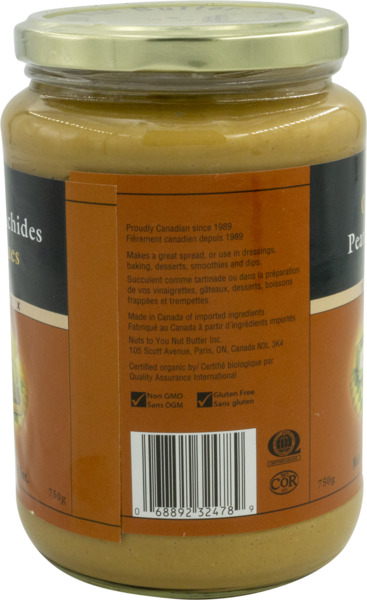 chides
es
x
750g
Proudly Canadian since 1989
Fièrement canadien depuis 1989
Makes a great spread, or use in dressings,
baking, desserts, smoothies and dips.
Succulent comme tartinade ou dans la préparation
de vos vinaigrettes, gâteaux, desserts, boissons
frappées et trempettes.
Made in Canada of imported ingredients
Fabriqué au Canada à partir d'ingrédients importés
Nuts to You Nut Butter Inc.
105 Scott Avenue, Paris, ON, Canada N3L 3K4
Certified organic by/ Certifié biologique par
Quality Assurance International
Non GMO
Sans OGM
Gluten Free
Sans gluten
0 68892 32478 9
COR
Pea
750g